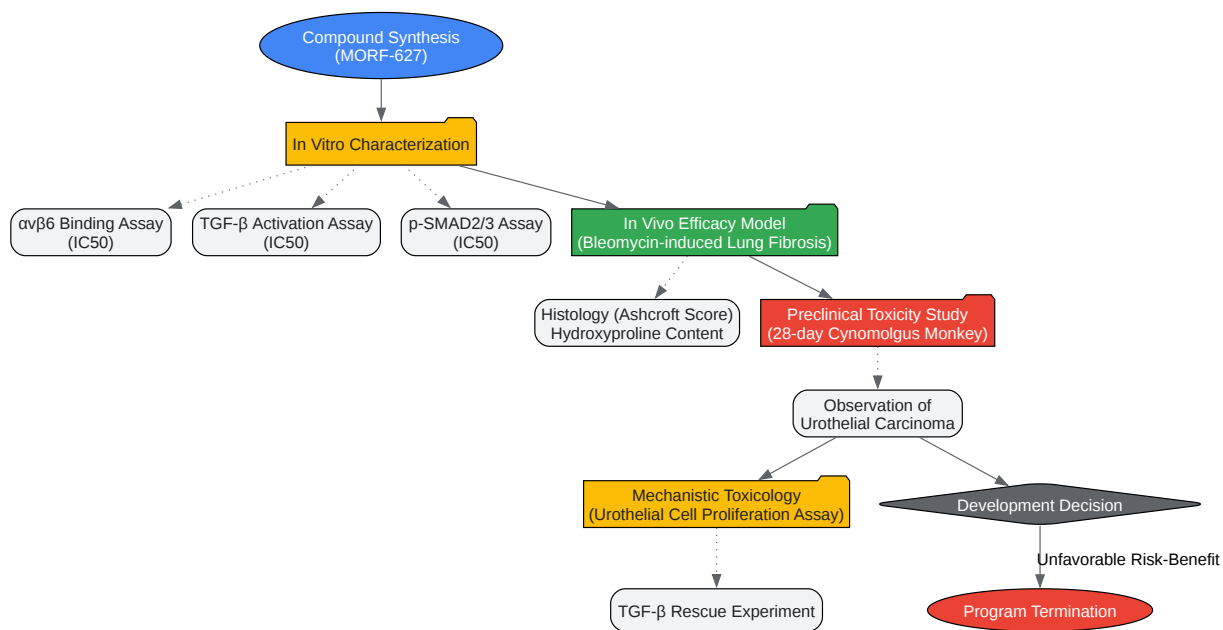 Compound Synthesis
(MORF-627)
In Vitro Characterization
αvβ6 Binding Assay
(IC50)
TGF-β Activation Assay
(IC50)
p-SMAD2/3 Assay
(IC50)
In Vivo Efficacy Model
(Bleomycin-induced Lung Fibrosis)
Histology (Ashcroft Score)
Hydroxyproline Content
Preclinical Toxicity Study
(28-day Cynomolgus Monkey)
Observation of
Urothelial Carcinoma
Mechanistic Toxicology
(Urothelial Cell Proliferation Assay)
Development Decision
Unfavorable Risk-Benefit
TGF-β Rescue Experiment
Program Termination